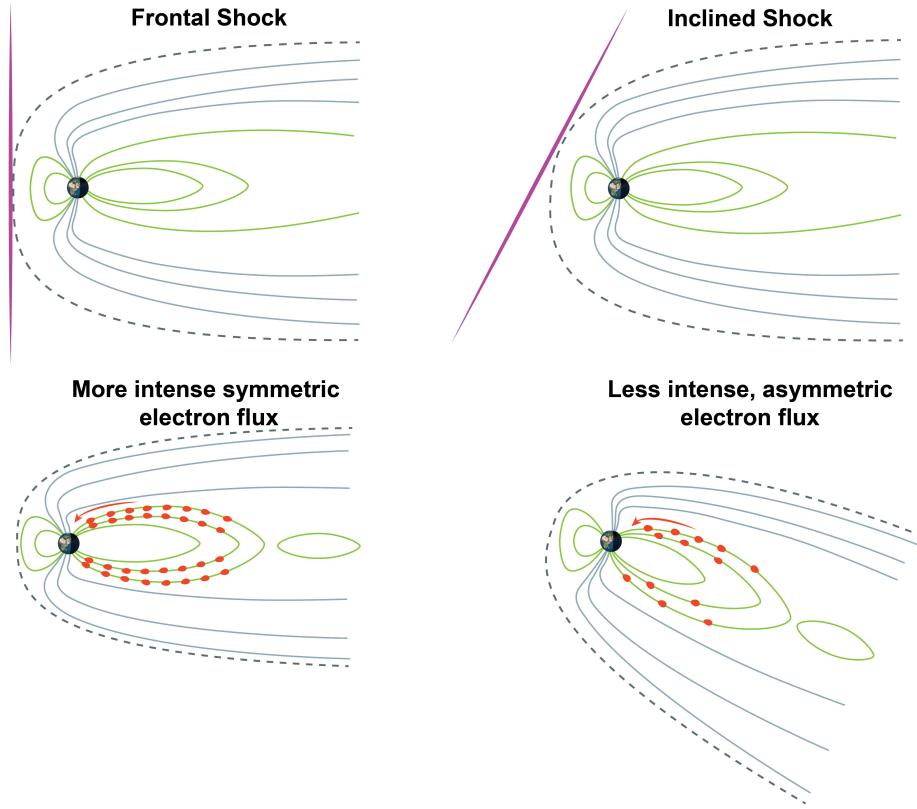 Frontal Shock
Inclined Shock
More intense symmetric
electron flux
Less intense, asymmetric
electron flux